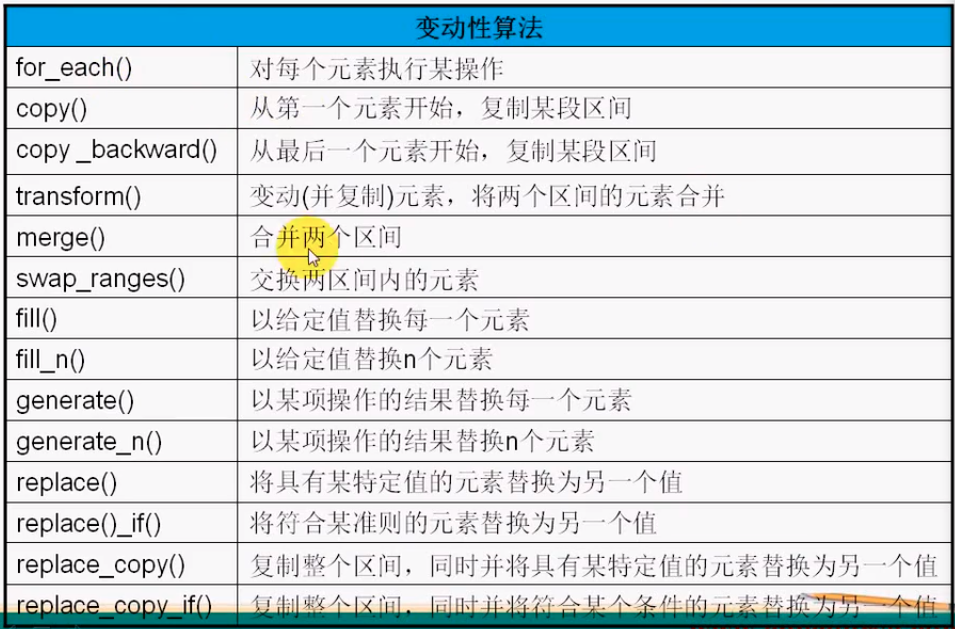 变动性算法
for_each() 对每个元素执行某操作
copy() 从第一个元素开始，复制某段区间
copy _backward() 从最后一个元素开始，复制某段区间
transform() 变动(并复制)元素，将两个区间的元素合并
merge() 合并两个区间
swap_ranges() 交换两区间内的元素
fill() 以给定值替换每一个元素
fill_n() 以给定值替换n个元素
generate() 以某项操作的结果替换每一个元素
generate_n() 以某项操作的结果替换n个元素
replace() 将具有某特定值的元素替换为另一个值
replace()_if() 将符合某准则的元素替换为另一个值
replace_copy() 复制整个区间，同时并将具有某特定值的元素替换为另一个值
replace_copy_if() 复制整个区间，同时并将符合某个条件的元素替换为另一个值